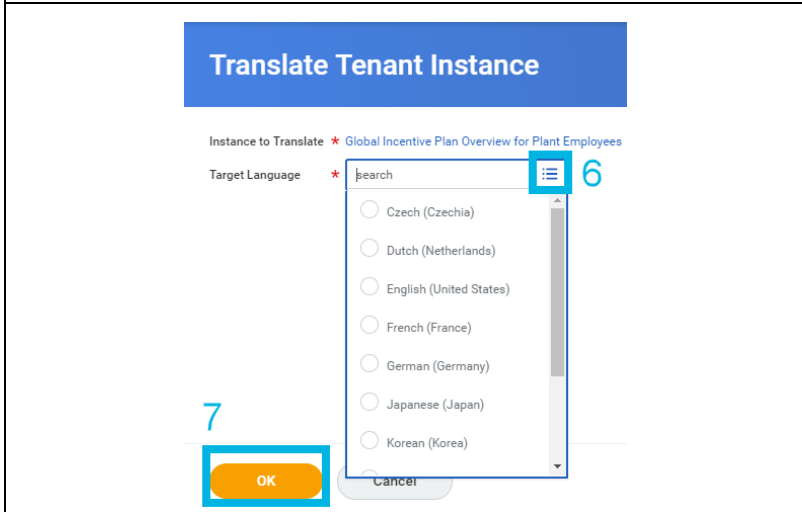 Translate Tenant Instance
Instance to Translate * Global Incentive Plan Overview for Plant Employees
Target Language * search 6
Czech (Czechia)
Dutch (Netherlands)
English (United States)
French (France)
German (Germany)
Japanese (Japan)
7
Korean (Korea)
OK Cancel